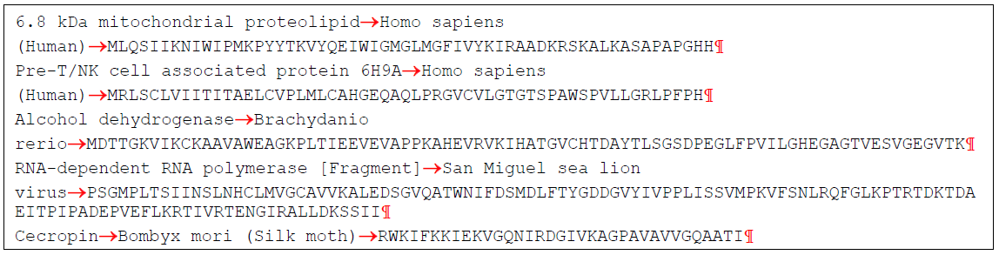 6.8 kDa mitochondrial proteolipid→Homo sapiens
(Human)→MLQSIIKNIWIPMKPYYTKVYQEIWIGMGLMGFIVYKIRAADKRSKALKASAPAPGHH¶
Pre-T/NK cell associated protein 6H9A→Homo sapiens
(Human)→MRLSCLVIITITAELCVPLMLCAHGEQAQLPRGVCVLGTGTSPAWSPVLLGRLPFPH¶
Alcohol dehydrogenase→Brachydanio
rerio→MDTTGKVIKCKAAVAWEAGKPLTIEEVEVAPPKAHEVRVKIHATGVCHTDAYTLSGSDPEGLFPVILGHEGAGTVESVGEGVTK¶
RNA-dependent RNA polymerase [Fragment]→San Miguel sea lion
virus→PSGMPLTSIINSLNHCLMVGCAVVKALEDSGVQATWNIFDSMDLFTYGDDGVYIVPPLISSVMPKVFSNLRQFGLKPTRTDKTDA
EITPIPADEPVEFLKRTIVRTENGIRALLDKSSII¶
Cecropin→Bombyx mori (Silk moth)→RWKIFKKIEKVGQNIRDGIVKAGPAVAVVGQAATI¶